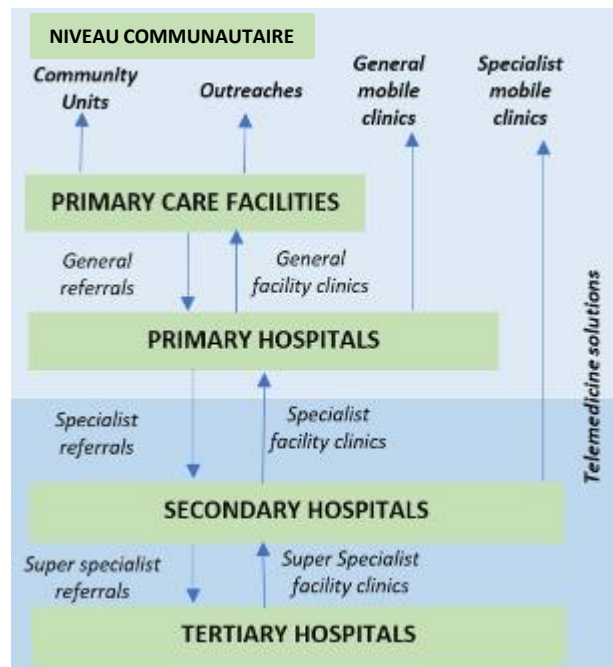 NIVEAU COMMUNAUTAIRE
Community
Units
Outreaches
General
mobile
clinics
Specialist
mobile
clinics
PRIMARY CARE FACILITIES
General
referrals
General
facility clinics
PRIMARY HOSPITALS
Telemedicine solutions
Specialist
referrals
Specialist
facility clinics
SECONDARY HOSPITALS
Super specialist
referrals
Super Specialist
facility clinics
TERTIARY HOSPITALS